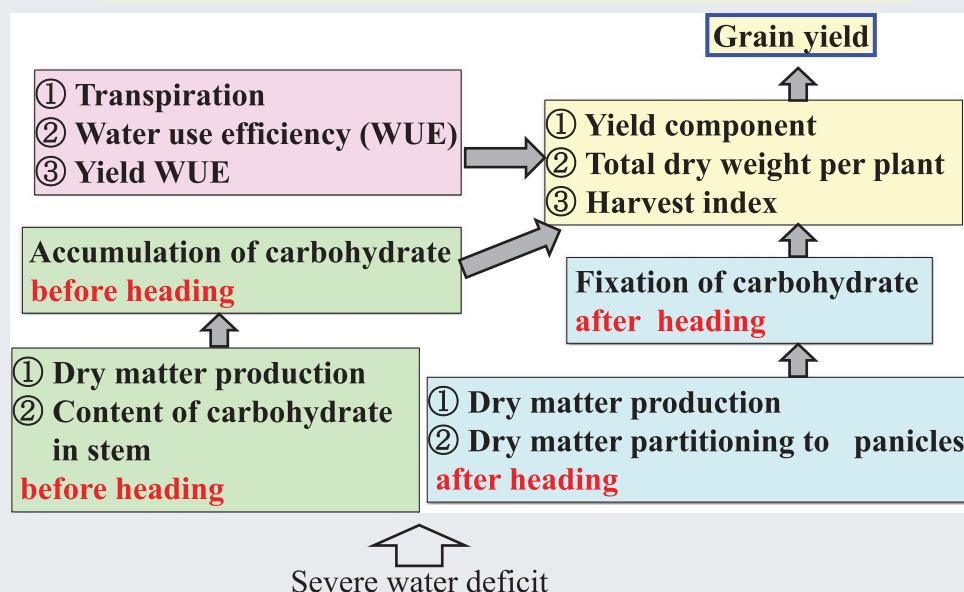 Grain yield
① Transpiration
② Water use efficiency (WUE)
③ Yield WUE
① Yield component
② Total dry weight per plant
③ Harvest index
Accumulation of carbohydrate
before heading
Fixation of carbohydrate
after heading
① Dry matter production
② Content of carbohydrate
in stem
before heading
① Dry matter production
② Dry matter partitioning to panicles
after heading
Severe water deficit